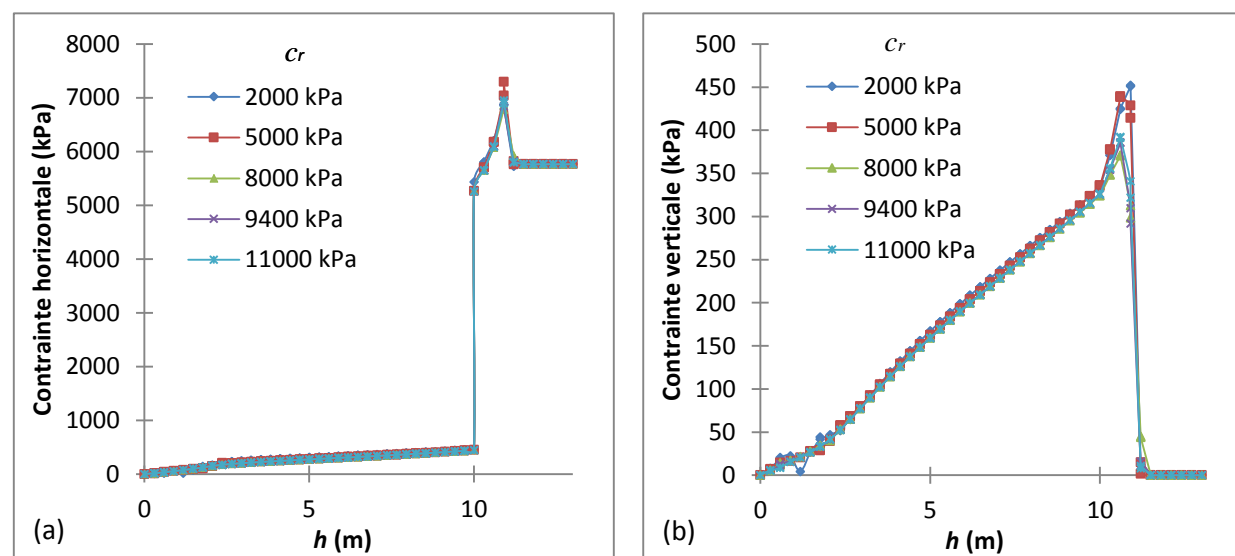 8000
7000
6000
5000
4000
3000
2000
1000
0
Contrainte horizontale (kPa)
cr
2000 kPa
5000 kPa
8000 kPa
9400 kPa
11000 kPa
0 5 10
h (m)
(a)
500
450
400
350
300
250
200
150
100
50
0
Contrainte verticale (kPa)
cr
2000 kPa
5000 kPa
8000 kPa
9400 kPa
11000 kPa
0 5 10
h (m)
(b)